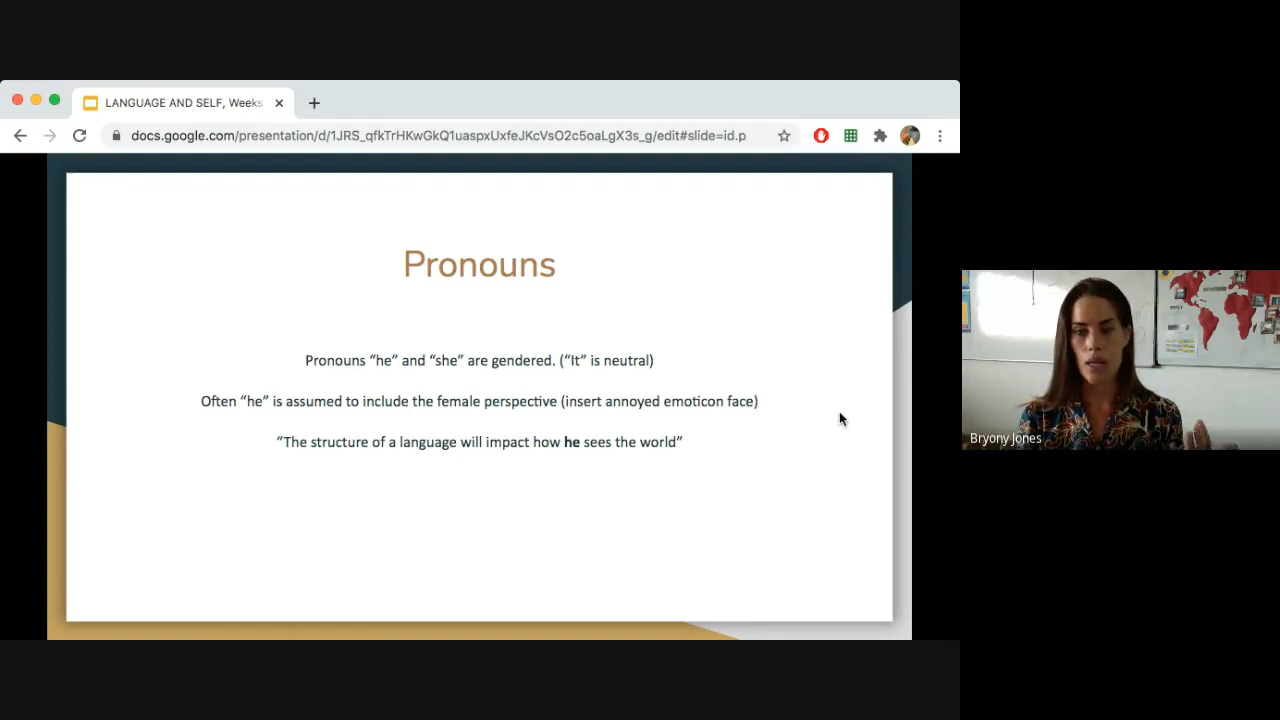 LANGUAGE AND SELF, Weeks
docs.google.com/presentation/d/1JRS_qfkTrHKwGkQ1uaspxUxfeJKcVsO2c5oaLgX3s_g/edit#slide=id.p
Pronouns
Pronouns “he” and “she” are gendered. (“It” is neutral)
Often “he” is assumed to include the female perspective (insert annoyed emoticon face)
“The structure of a language will impact how he sees the world”
Bryony Jones